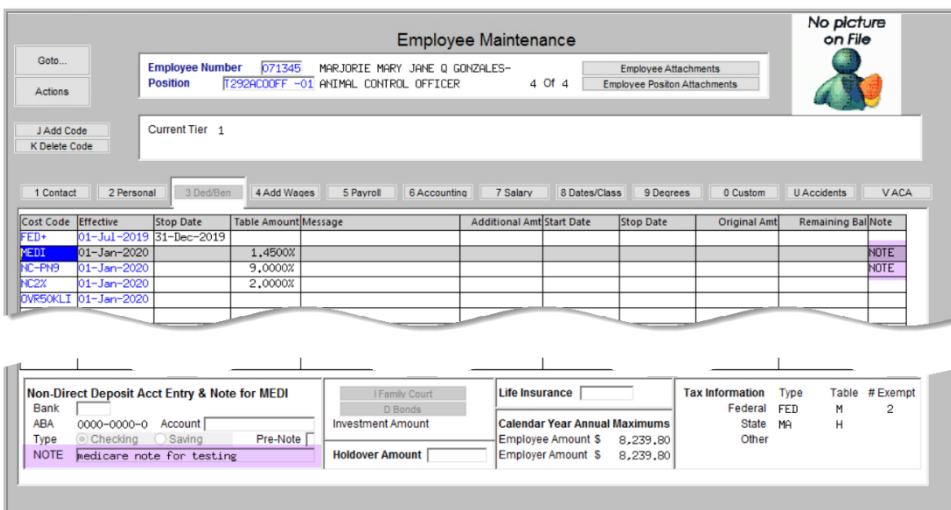 No picture
on File
Employee Maintenance
Goto...
Actions
Employee Number 071345 MARJORIE MARY JANE Q GONZALES- Employee Attachments
Position T292ACOOFF -01 ANIMAL CONTROL OFFICER 4 Of 4 Employee Positon Attachments
J Add Code
K Delete Code
Current Tier 1
1 Contact 2 Personal 3 Ded/Ben 4 Add Wages 5 Payroll 6 Accounting 7 Salary 8 Dates/Class 9 Degrees 0 Custom U Accidents V ACA
Cost Code Effective Stop Date Table Amount Message Additional Amt Start Date Stop Date Original Amt Remaining Bal Note
FED+ 01-Jul-2019 31-Dec-2019
MEDI 01-Jan-2020 1.4500% NOTE
NC-PN9 01-Jan-2020 9.0000% NOTE
NC2% 01-Jan-2020 2.0000%
OVR50KLI 01-Jan-2020
Non-Direct Deposit Acct Entry & Note for MEDI
Bank
ABA 0000-0000-0 Account
Type Checking Saving Pre-Note
NOTE medicare note for testing
I Family Court
D Bonds
Investment Amount
Holdover Amount
Life Insurance
Calendar Year Annual Maximums
Employee Amount $ 8,239.80
Employer Amount $ 8,239.80
Tax Information Type Table # Exempt
Federal FED M 2
State MA H
Other